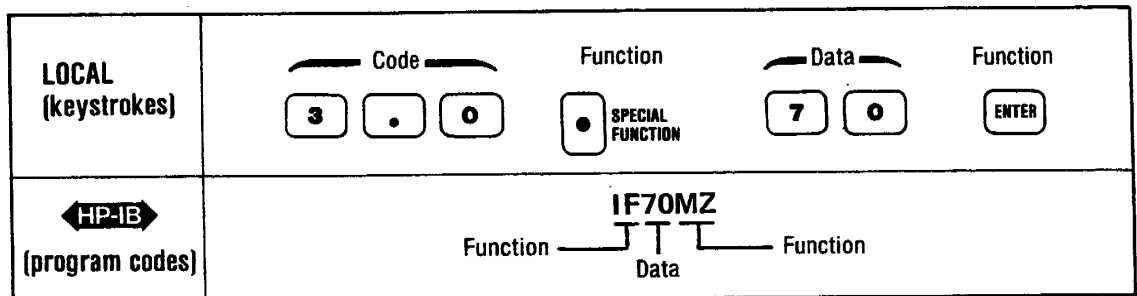 LOCAL
(keystrokes)
Code Function Data Function
3 . 0 SPECIAL FUNCTION 7 0 ENTER
HP-IB
(program codes)
IF70MZ
Function Function
Data